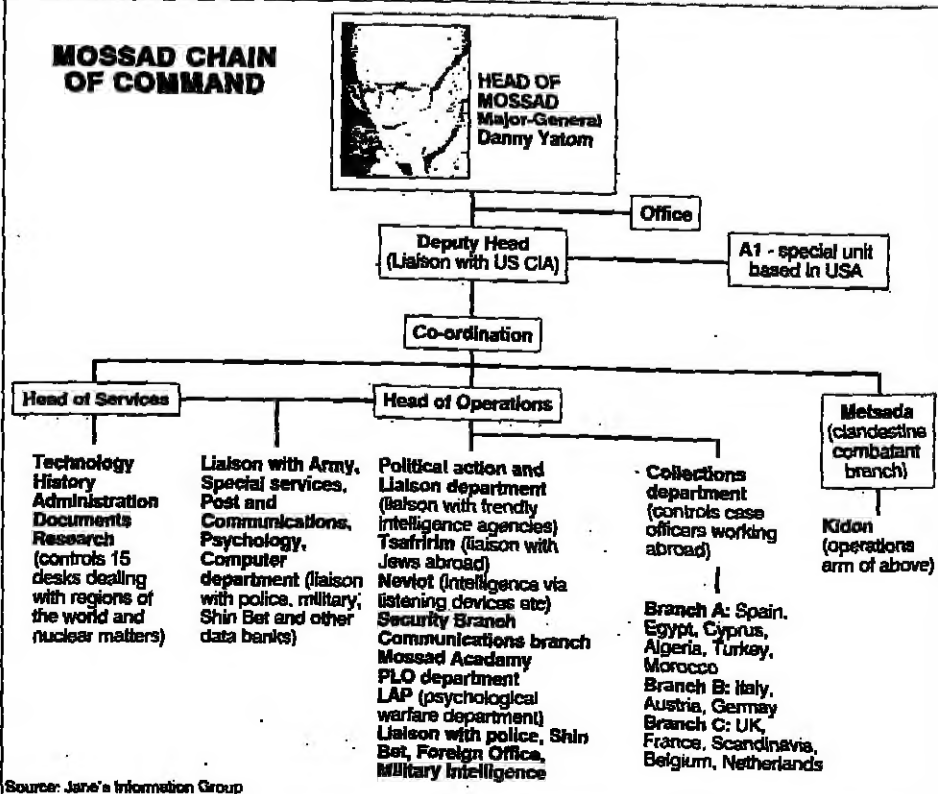 MOSSAD CHAIN
OF COMMAND
HEAD OF
MOSSAD
Major-General
Danny Yatom
Office
Deputy Head
(Liaison with US CIA)
A1 - special unit
based in USA
Co-ordination
Head of Services
Head of Operations
Metsada
(clandestine
combatant
branch)
Technology
History
Administration
Documents
Research
(controls 15
desks dealing
with regions of
the world and
nuclear matters)
Liaison with Army,
Special services,
Post and
Communications,
Psychology,
Computer
department (liaison
with police, military,
Shin Bet and other
data banks)
Political action and
Liaison department
(liaison with frendly
intelligence agencies)
Tsafririm (liaison with
Jews abroad)
Neviot (intelligence via
listening devices etc)
Security Branch
Communications branch
Mossad Acadamy
PLO department
LAP (psychological
warfare department)
Liaison with police, Shin
Bet, Foreign Office,
Military Intelligence
Collections
department
(controls case
officers working
abroad)
Branch A: Spain,
Egypt, Cyprus,
Algeria, Turkey,
Morocco
Branch B: Italy,
Austria, Germay
Branch C: UK,
France, Scandinavia,
Belgium, Netherlands
Kidon
(operations
arm of above)
Source: Jane's Information Group